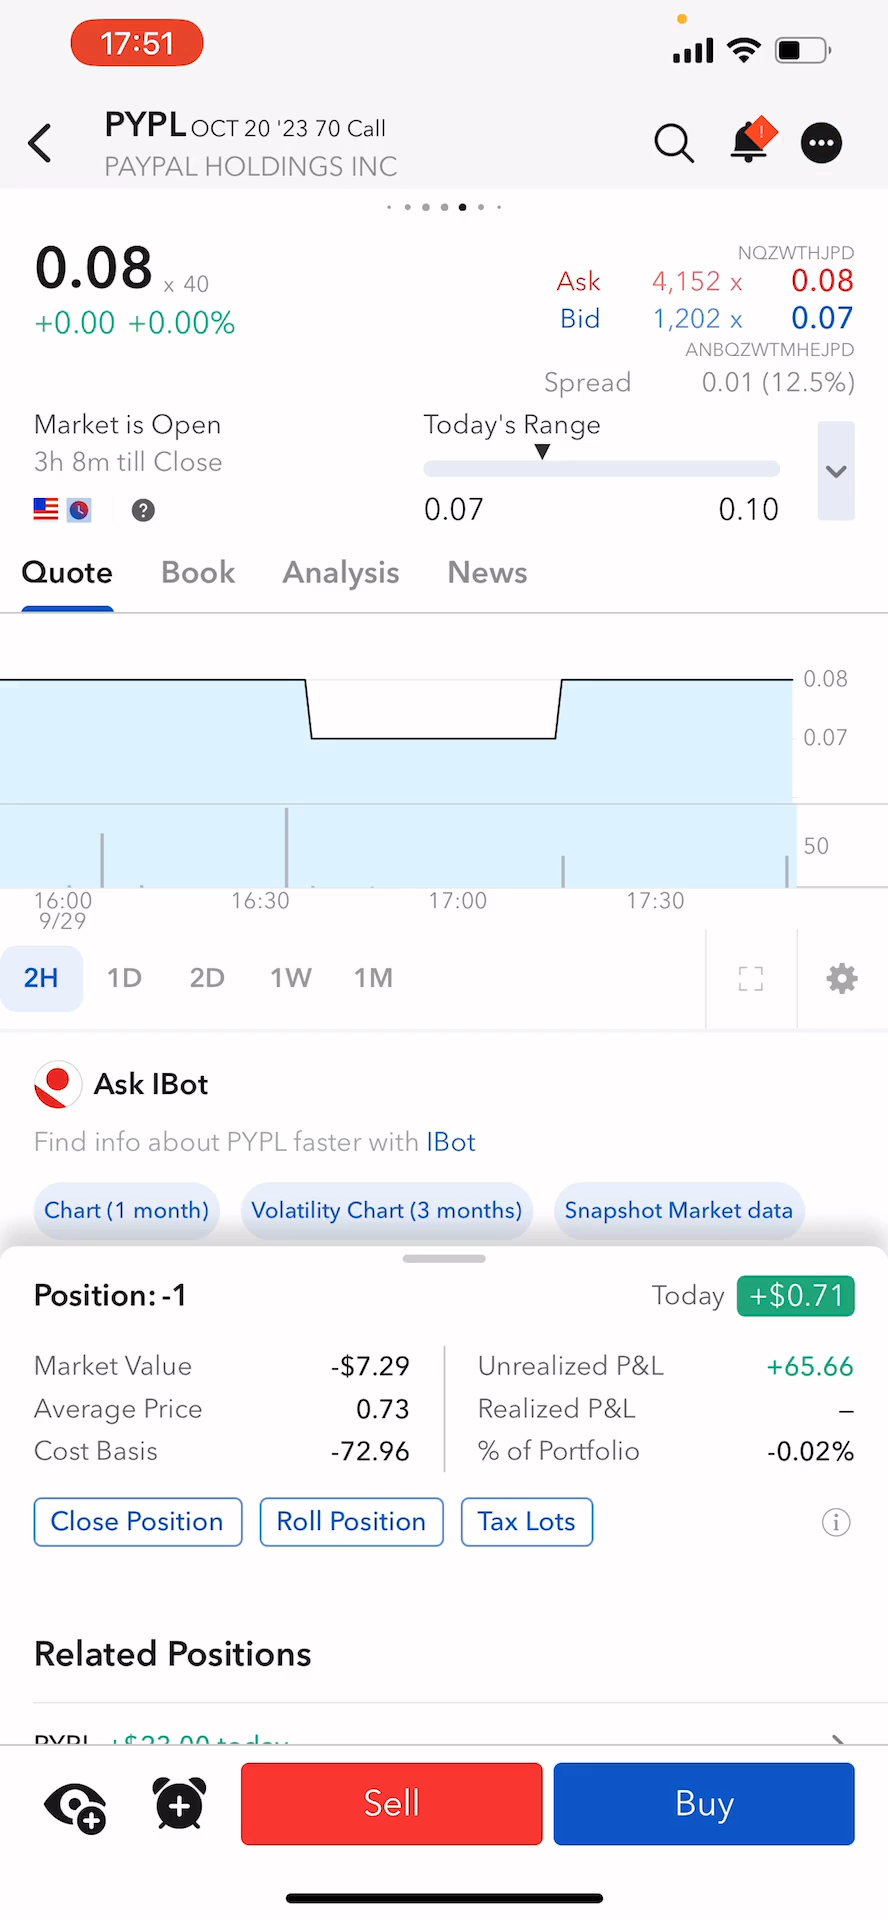 17:51
PYPL OCT 20 '23 70 Call
PAYPAL HOLDINGS INC
0.08 x 40
+0.00 +0.00%
NQZWTHJPD
Ask 4,152 x 0.08
Bid 1,202 x 0.07
ANBQZWTMHEJPD
Spread 0.01 (12.5%)
Market is Open
3h 8m till Close
Today's Range
0.07 0.10
Quote Book Analysis News
0.08
0.07
50
16:00 16:30 17:00 17:30
9/29
2H 1D 2D 1W 1M
Ask IBot
Find info about PYPL faster with IBot
Chart (1 month) Volatility Chart (3 months) Snapshot Market data
Position: -1 Today +$0.71
Market Value -$7.29 Unrealized P&L +65.66
Average Price 0.73 Realized P&L –
Cost Basis -72.96 % of Portfolio -0.02%
Close Position Roll Position Tax Lots
Related Positions
PYPL +$23.00 today
Sell Buy